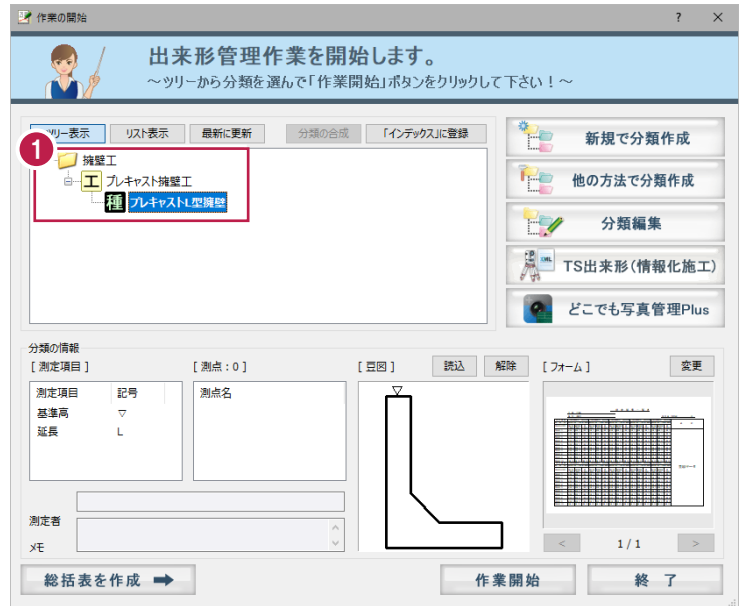 作業の開始
? ×
出来形管理作業を開始します。
～ツリーから分類を選んで「作業開始」ボタンをクリックして下さい！～
リー表示 リスト表示 最新に更新 分類の合成 「インデックス」に登録
1
擁壁工
工 プレキャスト擁壁工
種 プレキャストL型擁壁
新規で分類作成
他の方法で分類作成
分類編集
XML
TS出来形(情報化施工)
どこでも写真管理Plus
分類の情報
[ 測定項目 ] [ 測点 : 0 ] [ 豆図 ] 読込 解除 [ フォーム ] 変更
測定項目 記号 測点名
基準高 ▽
延長 L
▽
測定者
メモ
< 1 / 1 >
総括表を作成 ➡ 作業開始 終 了